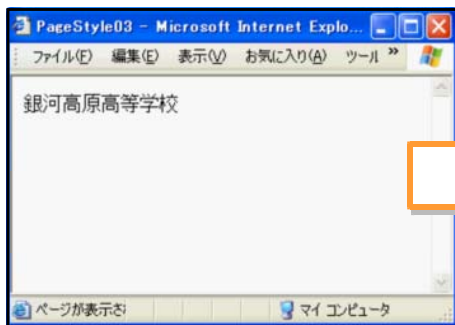 PageStyle03 - Microsoft Internet Explo...
ファイル(F) 編集(E) 表示(V) お気に入り(A) ツール »
銀河高原高等学校
ページが表示さ マイ コンピュータ